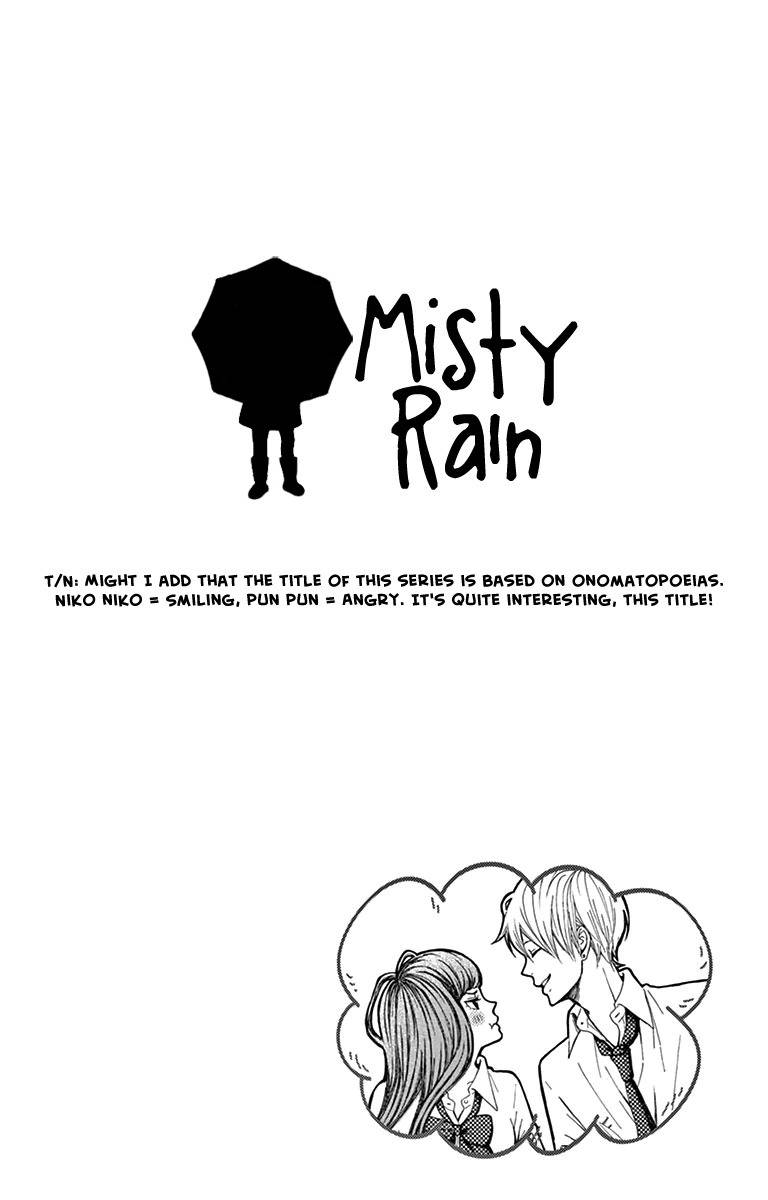 Misty
Rain
T/N: MIGHT I ADD THAT THE TITLE OF THIS SERIES IS BASED ON ONOMATOPOEIAS.
NIKO NIKO = SMILING, PUN PUN = ANGRY. IT'S QUITE INTERESTING, THIS TITLE!